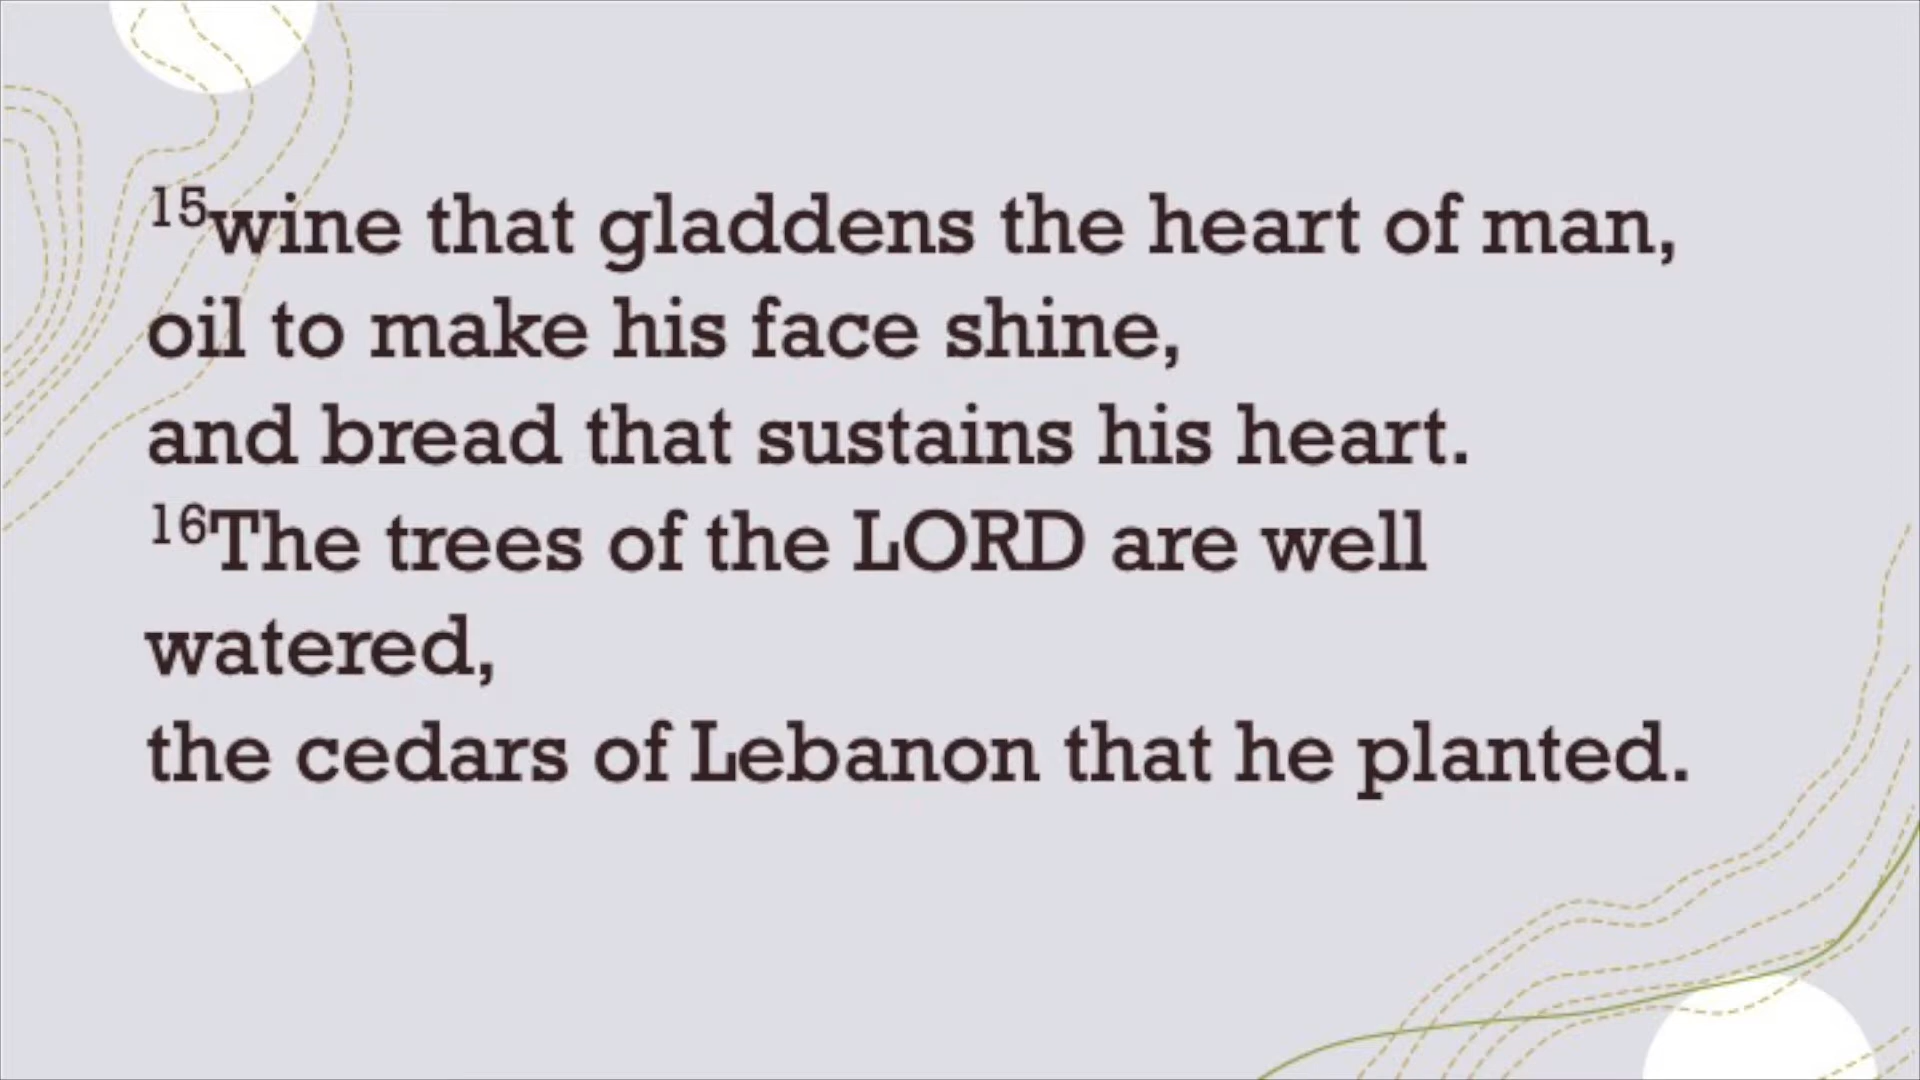 15wine that gladdens the heart of man,
oil to make his face shine,
and bread that sustains his heart.
16The trees of the LORD are well
watered,
the cedars of Lebanon that he planted.